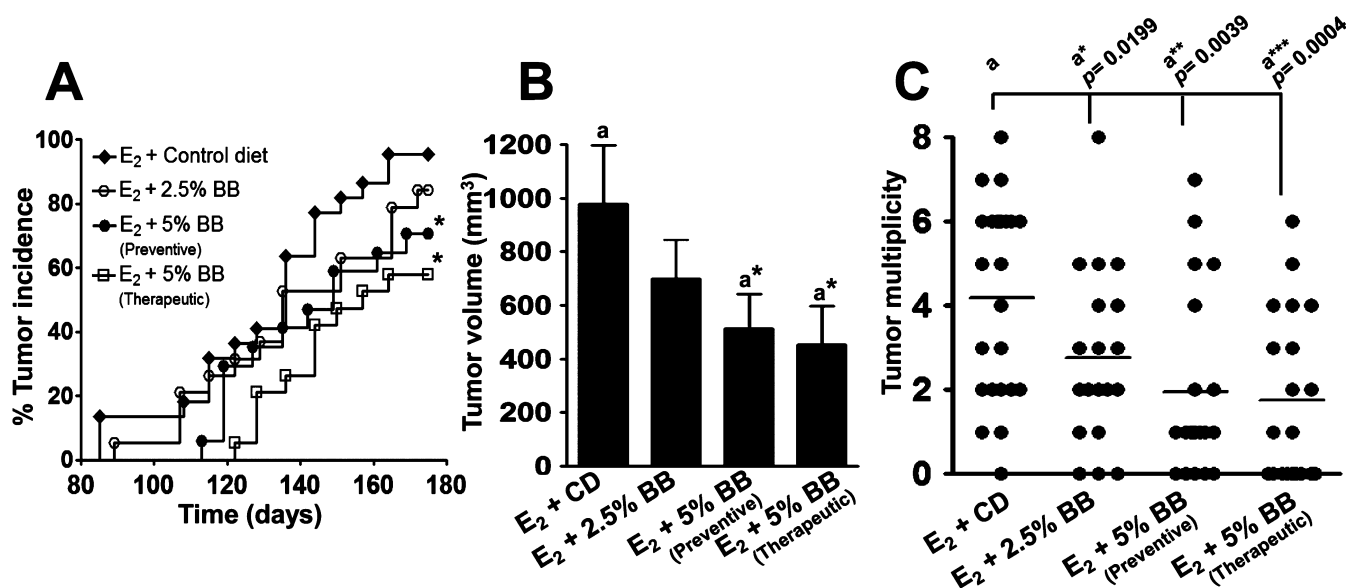 A
% Tumor incidence
100
80
60
40
20
0
E₂ + Control diet
E₂ + 2.5% BB
E₂ + 5% BB
(Preventive)
E₂ + 5% BB
(Therapeutic)
*
*
80 100 120 140 160 180
Time (days)
B
Tumor volume (mm³)
1200
1000
800
600
400
200
0
a
a*
a*
E₂ + CD
E₂ + 2.5% BB
E₂ + 5% BB
(Preventive)
E₂ + 5% BB
(Therapeutic)
C
a
a*
p= 0.0199
a**
p= 0.0039
a***
p= 0.0004
Tumor multiplicity
8
6
4
2
0
E₂ + CD
E₂ + 2.5% BB
E₂ + 5% BB
(Preventive)
E₂ + 5% BB
(Therapeutic)